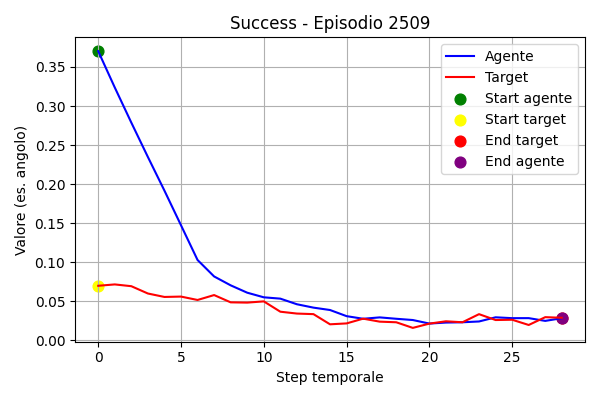 Success - Episodio 2509
Valore (es. angolo)
0.35
0.30
0.25
0.20
0.15
0.10
0.05
0.00
Agente
Target
Start agente
Start target
End target
End agente
0 5 10 15 20 25
Step temporale